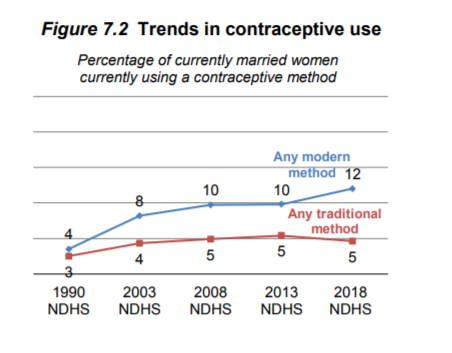 Figure 7.2 Trends in contraceptive use
Percentage of currently married women
currently using a contraceptive method
Any modern
method 12
4
8
10
10
Any traditional
method
3
4
5
5
5
1990
NDHS
2003
NDHS
2008
NDHS
2013
NDHS
2018
NDHS